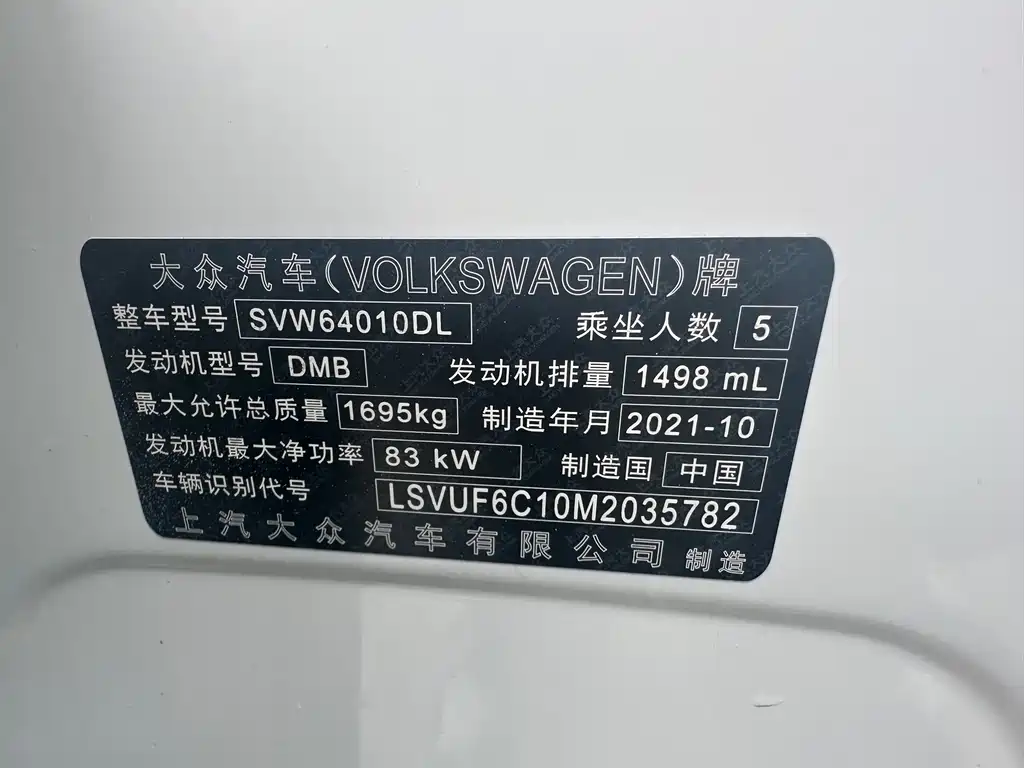 大众汽车(VOLKSWAGEN)牌
整车型号 SVW64010DL 乘坐人数 5
发动机型号 DMB 发动机排量 1498 mL
最大允许总质量 1695kg 制造年月 2021-10
发动机最大净功率 83 kW 制造国 中国
车辆识别代号 LSVUF6C10M2035782
上汽大众汽车有限公司 制造